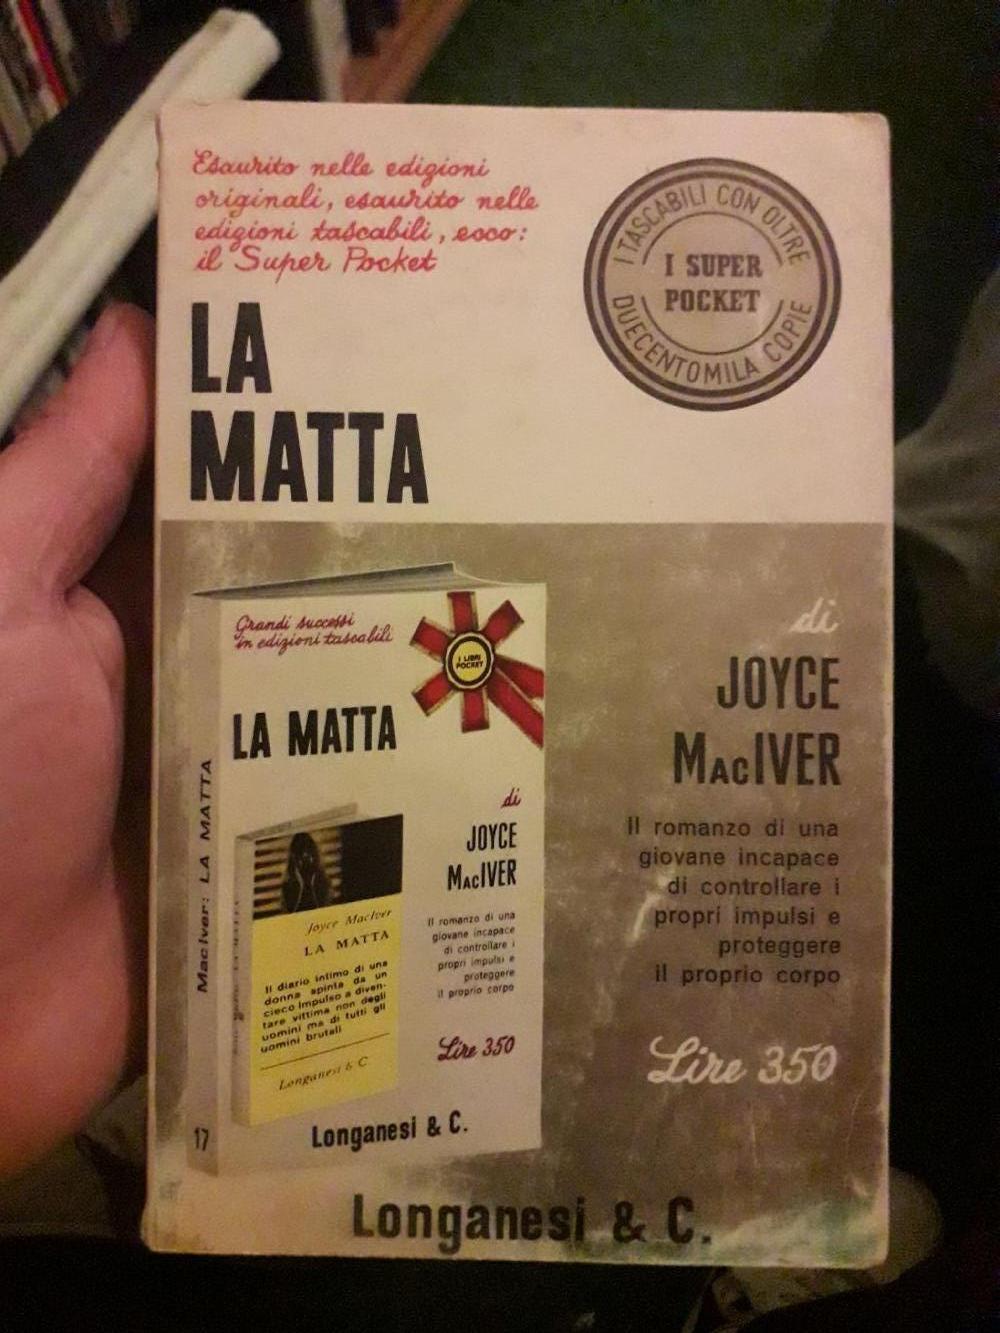 Esaurito nelle edizioni
originali, esaurito nelle
edizioni tascabili, ecco:
il Super Pocket
I TASCABILI CON OLTRE
I SUPER
POCKET
DUECENTOMILA COPIE
LA
MATTA
di
JOYCE
MacIVER
Il romanzo di una
giovane incapace
di controllare i
propri impulsi e
proteggere
il proprio corpo
Lire 350
Grandi successi
in edizioni tascabili
I LIBRI
POCKET
LA MATTA
di
JOYCE
MacIVER
Il romanzo di una
giovane incapace
di controllare i
propri impulsi e
proteggere
il proprio corpo
Lire 350
MacIver: LA MATTA
17
Joyce MacIver
LA MATTA
Il diario intimo di una
donna spinta da un
cieco impulso a diven-
tare vittima non degli
uomini ma di tutti gli
uomini brutali
Longanesi & C.
Longanesi & C.
Longanesi & C.